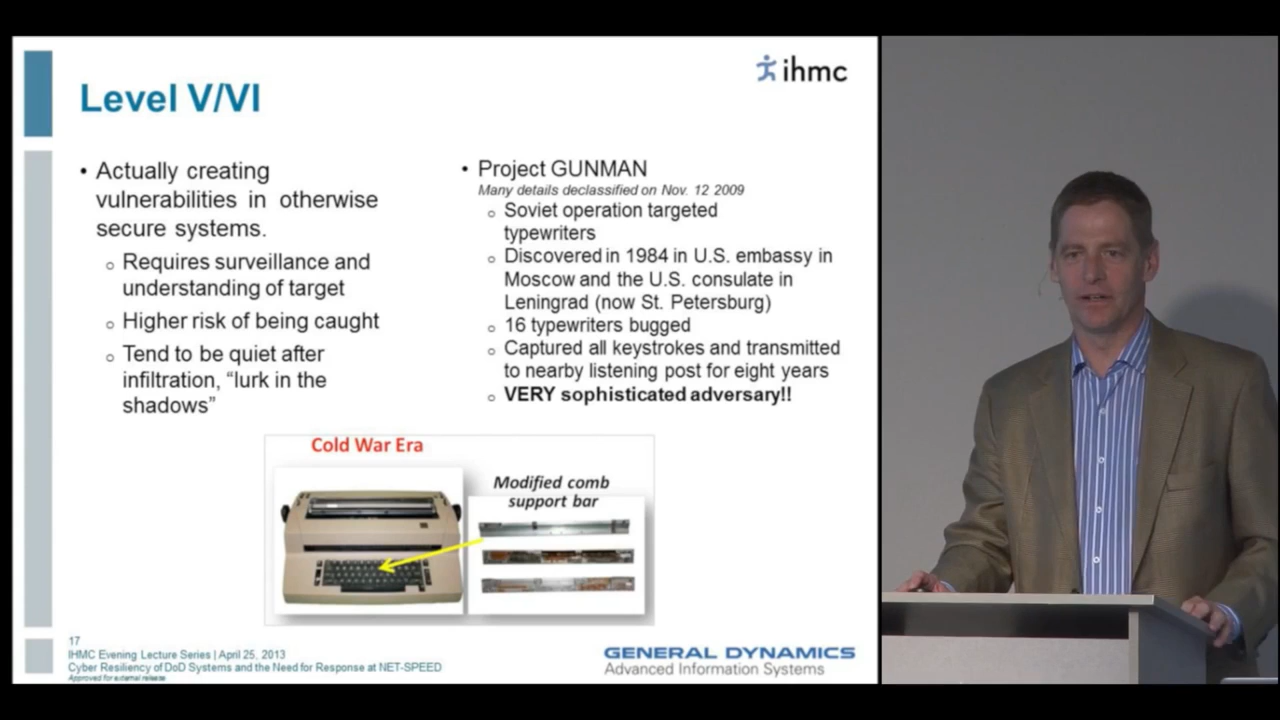 ihmc
Level V/VI
• Actually creating
vulnerabilities in otherwise
secure systems.
o Requires surveillance and
understanding of target
o Higher risk of being caught
o Tend to be quiet after
infiltration, “lurk in the
shadows”
• Project GUNMAN
Many details declassified on Nov. 12 2009
o Soviet operation targeted
typewriters
o Discovered in 1984 in U.S. embassy in
Moscow and the U.S. consulate in
Leningrad (now St. Petersburg)
o 16 typewriters bugged
o Captured all keystrokes and transmitted
to nearby listening post for eight years
o VERY sophisticated adversary!!
Cold War Era
Modified comb
support bar
17
IHMC Evening Lecture Series | April 25, 2013
Cyber Resiliency of DoD Systems and the Need for Response at NET-SPEED
Approved for external release
GENERAL DYNAMICS
Advanced Information Systems